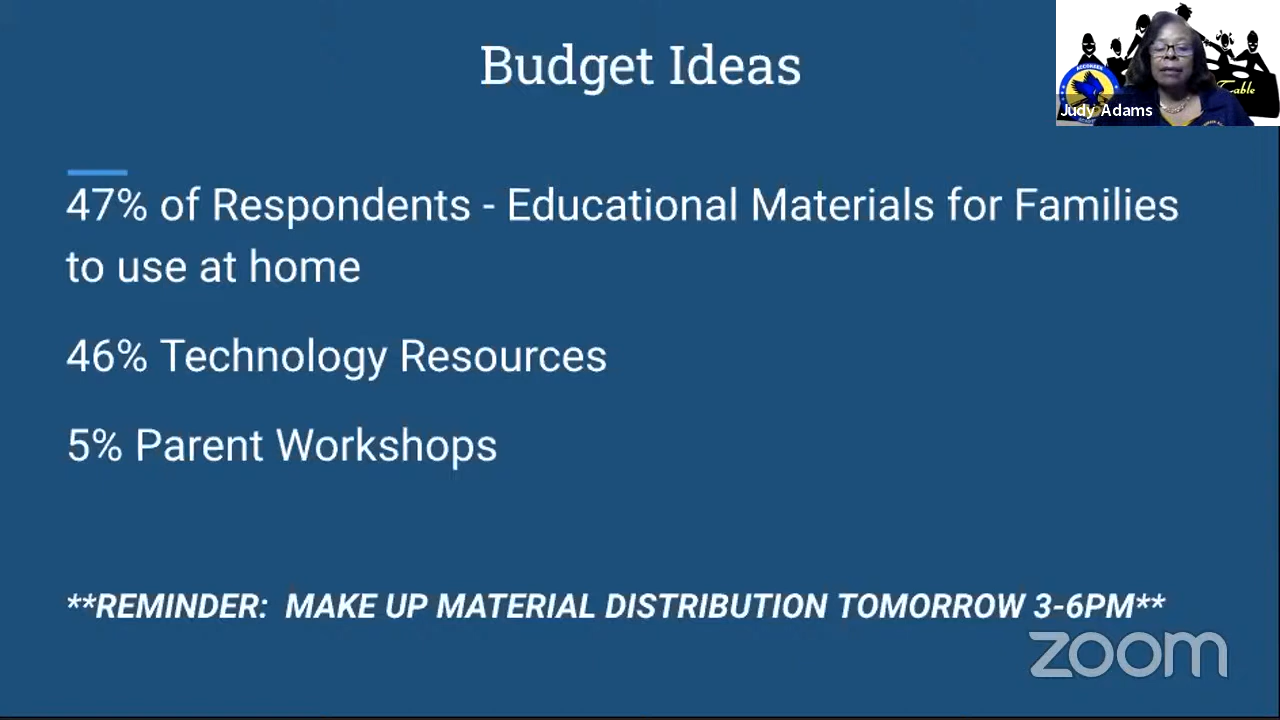 Budget Ideas
Table
Judy Adams
47% of Respondents - Educational Materials for Families
to use at home
46% Technology Resources
5% Parent Workshops
**REMINDER: MAKE UP MATERIAL DISTRIBUTION TOMORROW 3-6PM**
zoom